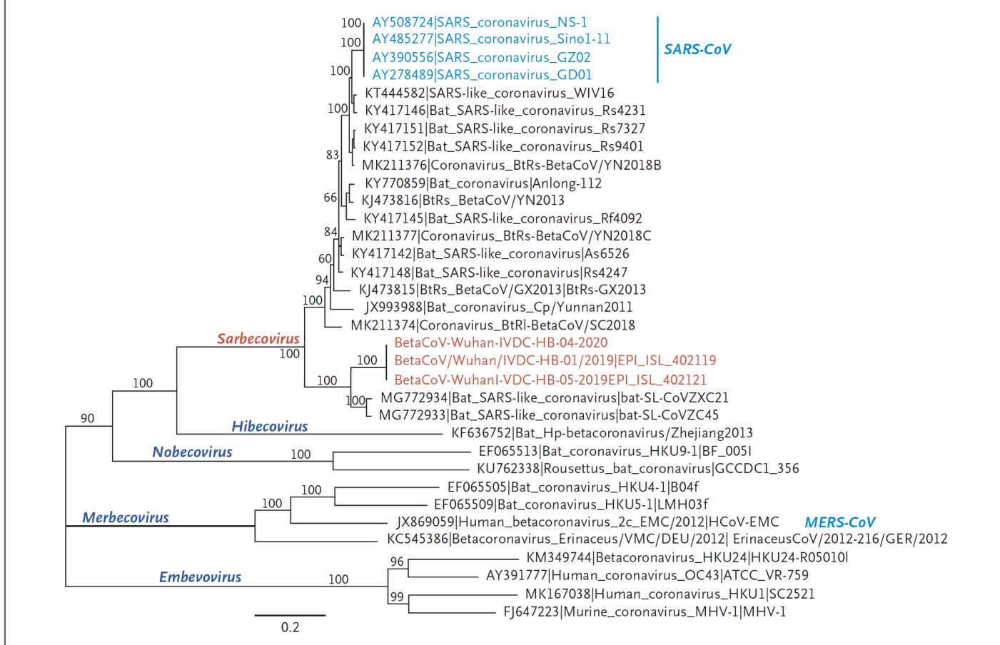 100 AY508724|SARS_coronavirus_NS-1
100 AY485277|SARS_coronavirus_Sino1-11
SARS-CoV
AY390556|SARS_coronavirus_GZ02
100 AY278489|SARS_coronavirus_GD01
KT444582|SARS-like_coronavirus_WIV16
100 KY417146|Bat_SARS-like_coronavirus_Rs4231
KY417151|Bat_SARS-like_coronavirus_Rs7327
KY417152|Bat_SARS-like_coronavirus_Rs9401
83
MK211376|Coronavirus_BtRs-BetaCoV/YN2018B
KY770859|Bat_coronavirus|Anlong-112
66 KJ473816|BtRs_BetaCoV/YN2013
KY417145|Bat_SARS-like_coronavirus_Rf4092
84 MK211377|Coronavirus_BtRs-BetaCoV/YN2018C
KY417142|Bat_SARS-like_coronavirus|As6526
60
KY417148|Bat_SARS-like_coronavirus|Rs4247
94
KJ473815|BtRs_BetaCoV/GX2013|BtRs-GX2013
100
JX993988|Bat_coronavirus_Cp/Yunnan2011
MK211374|Coronavirus_BtRl-BetaCoV/SC2018
Sarbecovirus
BetaCoV-Wuhan-IVDC-HB-04-2020
100
100 BetaCoV/Wuhan/IVDC-HB-01/2019|EPI_ISL_402119
100 100 BetaCoV-WuhanI-VDC-HB-05-2019EPI_ISL_402121
100 MG772934|Bat_SARS-like_coronavirus|bat-SL-CoVZXC21
MG772933|Bat_SARS-like_coronavirus|bat-SL-CoVZC45
90
Hibecovirus
KF636752|Bat_Hp-betacoronavirus/Zhejiang2013
Nobecovirus 100 EF065513|Bat_coronavirus_HKU9-1|BF_005I
KU762338|Rousettus_bat_coronavirus|GCCDC1_356
100 EF065505|Bat_coronavirus_HKU4-1|B04f
100 EF065509|Bat_coronavirus_HKU5-1|LMH03f
Merbecovirus
JX869059|Human_betacoronavirus_2c_EMC/2012|HCoV-EMC MERS-CoV
KC545386|Betacoronavirus_Erinaceus/VMC/DEU/2012| ErinaceusCoV/2012-216/GER/2012
96 KM349744|Betacoronavirus_HKU24|HKU24-R05010I
Embevovirus 100 AY391777|Human_coronavirus_OC43|ATCC_VR-759
99 MK167038|Human_coronavirus_HKU1|SC2521
FJ647223|Murine_coronavirus_MHV-1|MHV-1
0.2